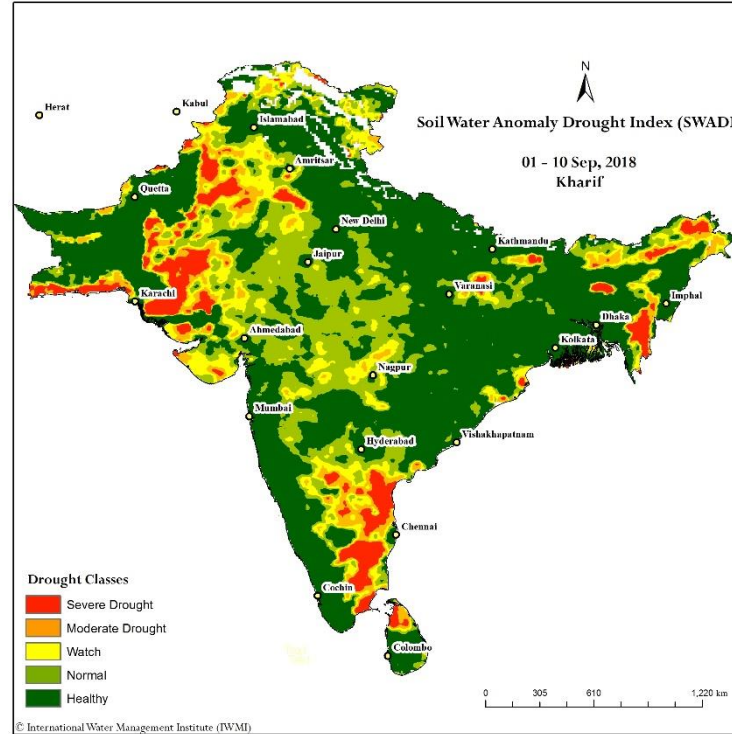 N
Herat
Kabul
Islamabad
Soil Water Anomaly Drought Index (SWADI
01 - 10 Sep, 2018
Kharif
Amritsar
Quetta
New Delhi
Kathmandu
Jaipur
Varanasi
Karachi
Imphal
Dhaka
Ahmedabad
Kolkata
Nagpur
Mumbai
Vishakhapatnam
Hyderabad
Chennai
Cochin
Colombo
Drought Classes
Severe Drought
Moderate Drought
Watch
Normal
Healthy
0 305 610 1,220 km
© International Water Management Institute (IWMI)